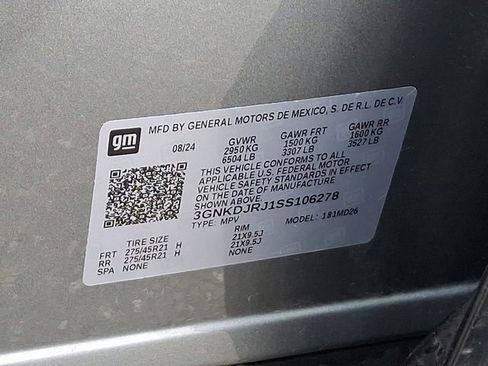 gm
MFD BY GENERAL MOTORS DE MEXICO, S. DE R.L. DE C.V.
08/24 GVWR GAWR FRT GAWR RR
2950 KG 1500 KG 1600 KG
6504 LB 3307 LB 3527 LB
THIS VEHICLE CONFORMS TO ALL
APPLICABLE U.S. FEDERAL MOTOR
VEHICLE SAFETY STANDARDS IN
EFFECT ON THE DATE OF
MANUFACTURE SHOWN ABOVE.
3GNKDJRJ1SS106278
TYPE: MPV MODEL: 181MD26
TIRE SIZE RIM
FRT 275/45R21 H 21X9.5J
RR 275/45R21 H 21X9.5J
SPA NONE NONE